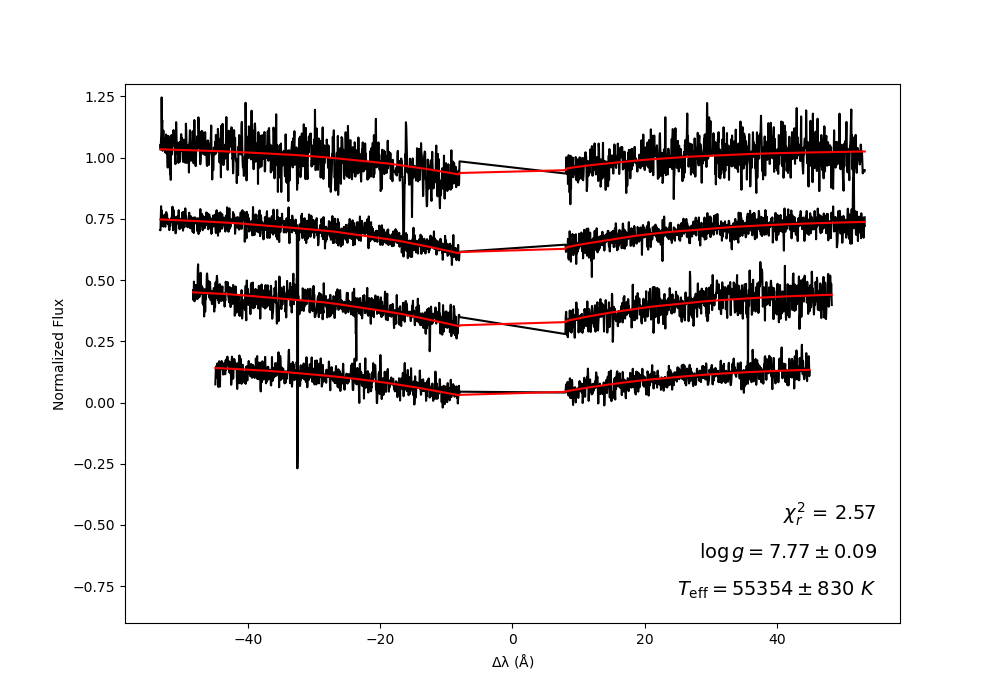 1.25
1.00
0.75
0.50
0.25
0.00
−0.25
−0.50
−0.75
Normalized Flux
χ²ᵣ = 2.57
log g = 7.77 ± 0.09
T_eff = 55354 ± 830 K
−40 −20 0 20 40
Δλ (Å)